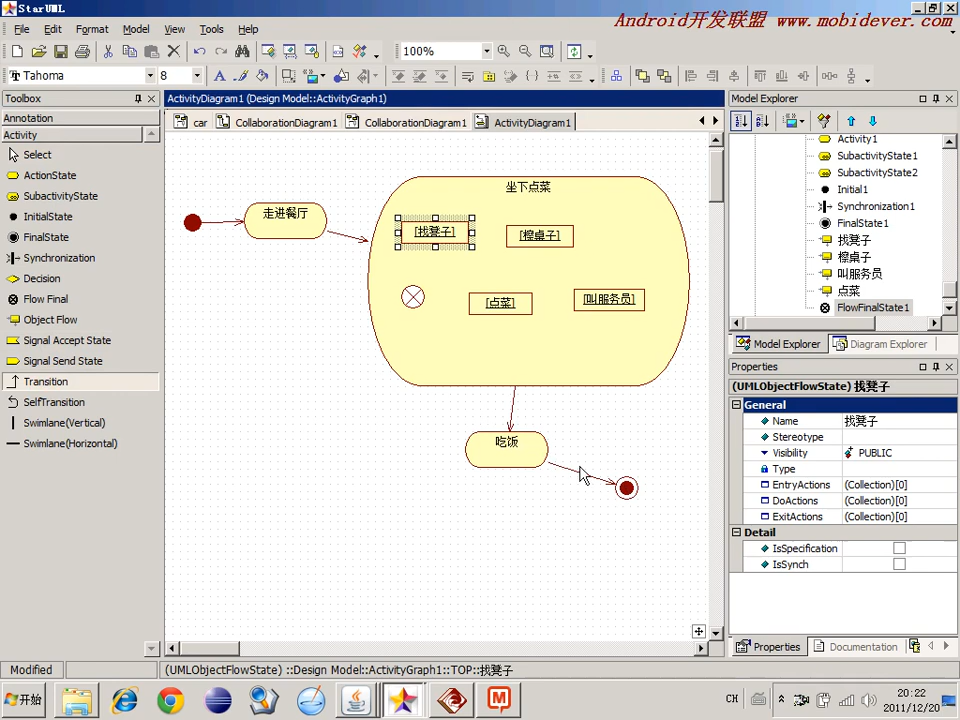 StarUML
Android开发联盟 www.mobidever.com
File Edit Format Model View Tools Help
100%
Tahoma 8
Toolbox
ActivityDiagram1 (Design Model::ActivityGraph1)
Model Explorer
Annotation
Activity
car CollaborationDiagram1 CollaborationDiagram1 ActivityDiagram1
Select
ActionState
SubactivityState
InitialState
FinalState
Synchronization
Decision
Flow Final
Object Flow
Signal Accept State
Signal Send State
Transition
SelfTransition
Swimlane(Vertical)
Swimlane(Horizontal)
坐下点菜
走进餐厅
[找凳子]
[樘桌子]
[点菜]
[叫服务员]
吃饭
Activity1
SubactivityState1
SubactivityState2
Initial1
Synchronization1
FinalState1
找凳子
樘桌子
叫服务员
点菜
FlowFinalState1
Model Explorer Diagram Explorer
Properties
(UMLObjectFlowState) 找凳子
General
Name 找凳子
Stereotype
Visibility PUBLIC
Type
EntryActions (Collection)[0]
DoActions (Collection)[0]
ExitActions (Collection)[0]
Detail
IsSpecification
IsSynch
Properties Documentation
Modified
(UMLObjectFlowState) ::Design Model::ActivityGraph1::TOP::找凳子
开始
CH
20:22
2011/12/20